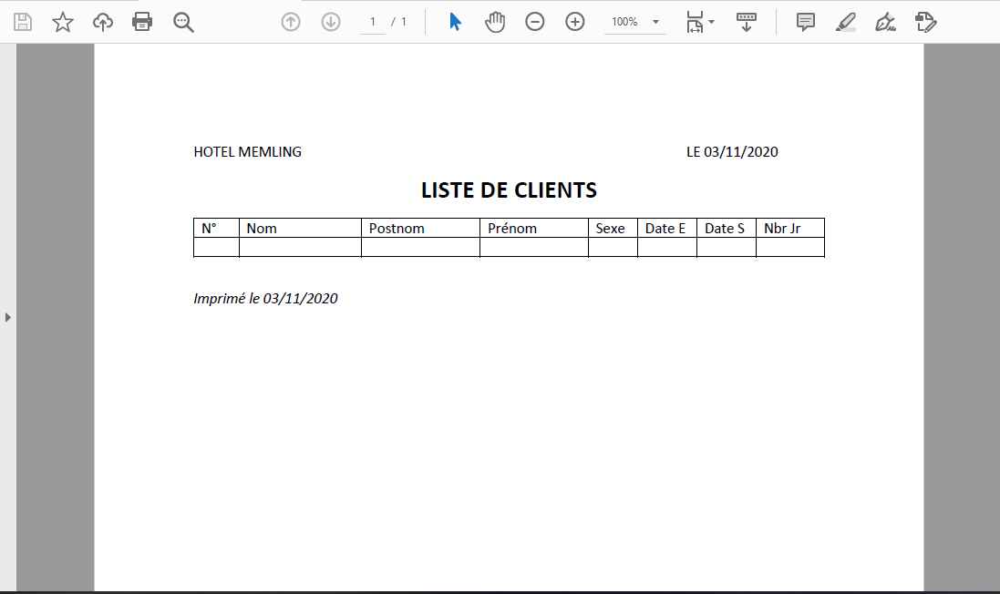 1 / 1 100%
HOTEL MEMLING LE 03/11/2020
LISTE DE CLIENTS
N° Nom Postnom Prénom Sexe Date E Date S Nbr Jr
Imprimé le 03/11/2020